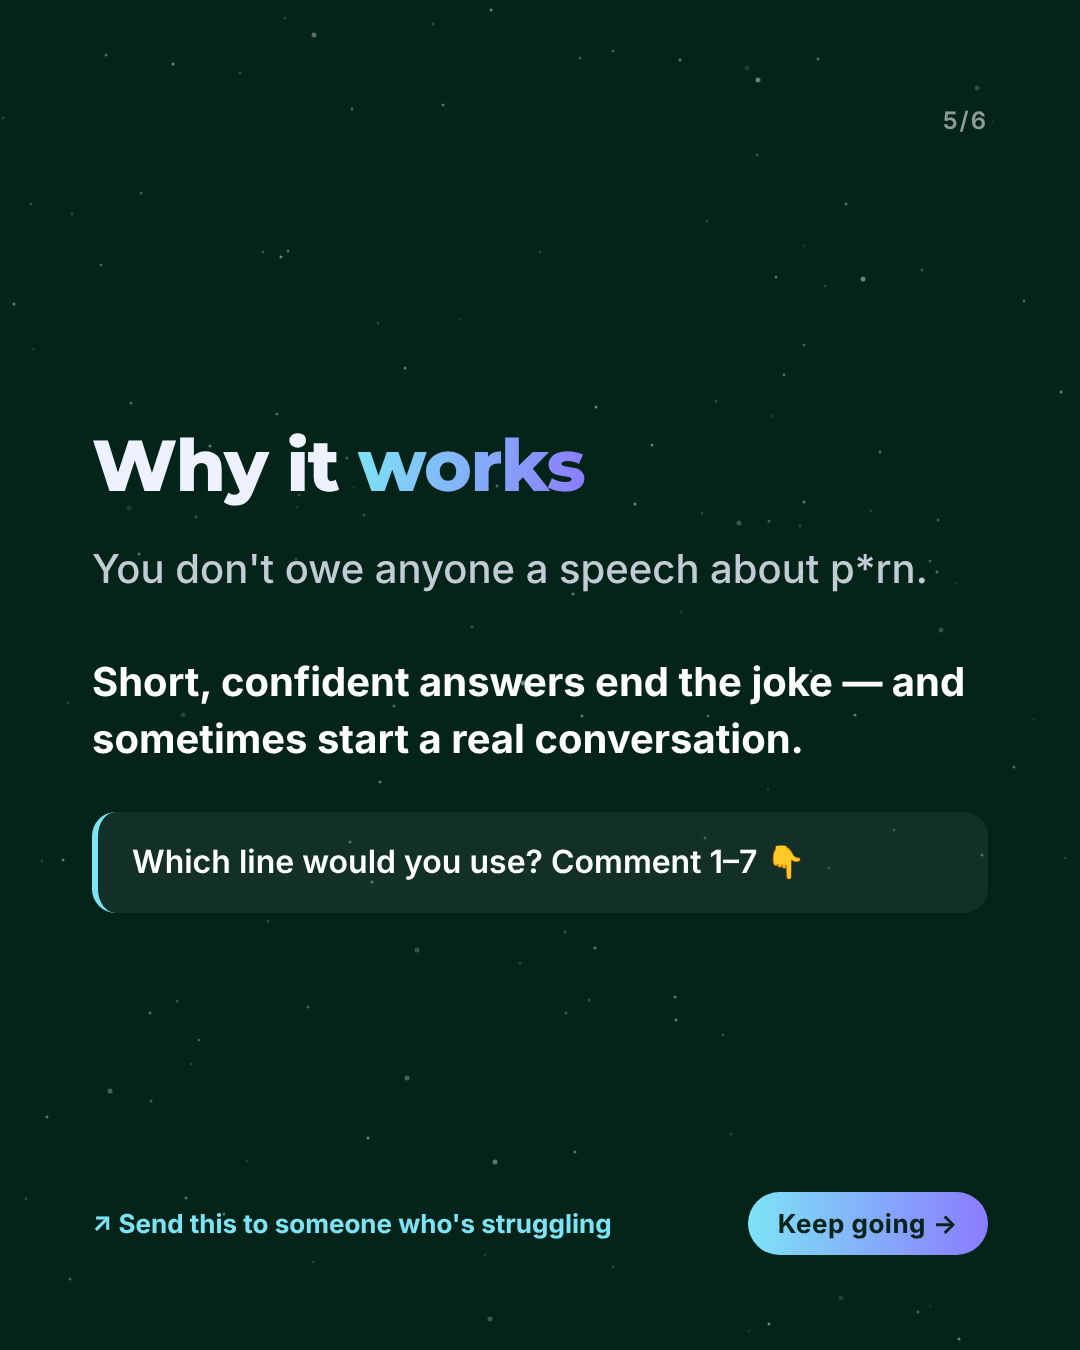 5/6
Why it works
You don't owe anyone a speech about p*rn.
Short, confident answers end the joke — and
sometimes start a real conversation.
Which line would you use? Comment 1–7 👇
↗ Send this to someone who's struggling
Keep going →